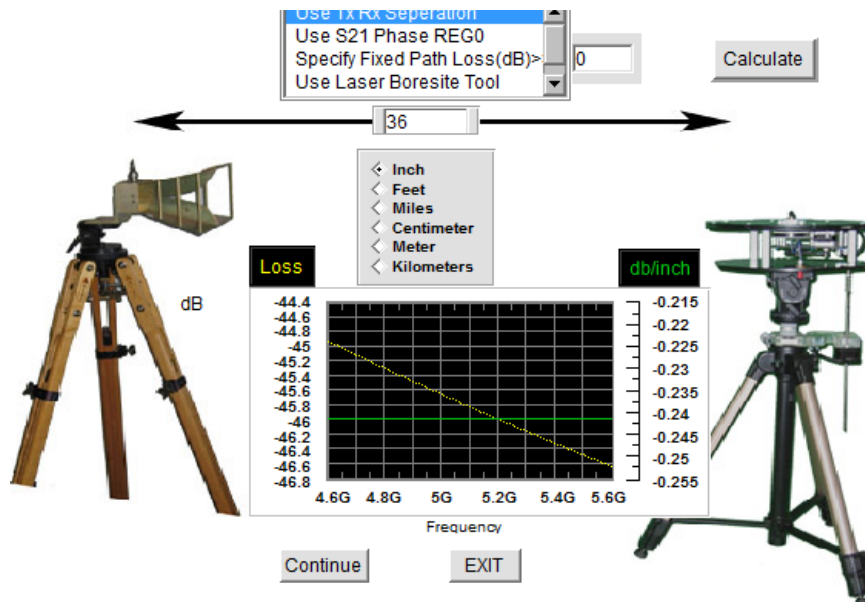 Use Tx Rx Seperation
Use S21 Phase REG0
Specify Fixed Path Loss(dB)>
0
Calculate
Use Laser Boresite Tool
36
Inch
Feet
Miles
Centimeter
Meter
Kilometers
Loss
db/inch
dB
-44.4
-44.6
-44.8
-45
-45.2
-45.4
-45.6
-45.8
-46
-46.2
-46.4
-46.6
-46.8
-0.215
-0.22
-0.225
-0.23
-0.235
-0.24
-0.245
-0.25
-0.255
4.6G 4.8G 5G 5.2G 5.4G 5.6G
Frequency
Continue
EXIT